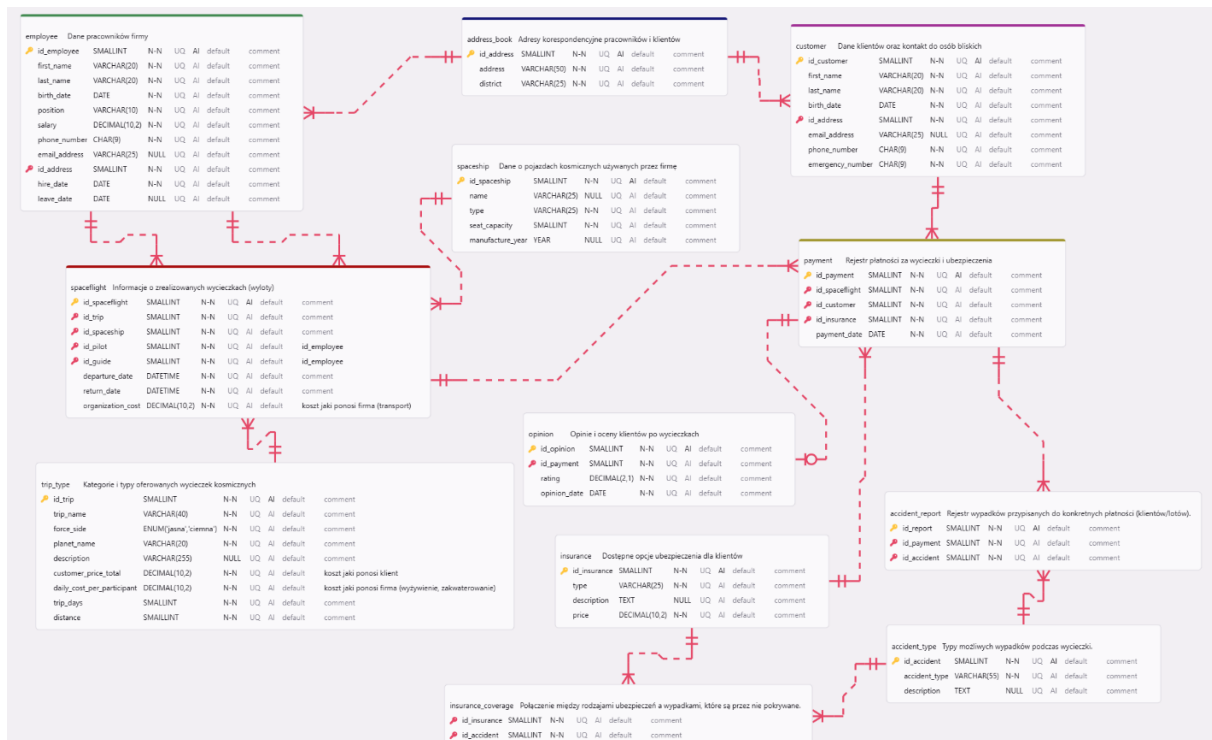 employee Dane pracowników firmy
id_employee SMALLINT N-N UQ AI default comment
first_name VARCHAR(20) N-N UQ AI default comment
last_name VARCHAR(20) N-N UQ AI default comment
birth_date DATE N-N UQ AI default comment
position VARCHAR(10) N-N UQ AI default comment
salary DECIMAL(10,2) N-N UQ AI default comment
phone_number CHAR(9) N-N UQ AI default comment
email_address VARCHAR(25) NULL UQ AI default comment
id_address SMALLINT N-N UQ AI default comment
hire_date DATE N-N UQ AI default comment
leave_date DATE NULL UQ AI default comment
address_book Adresy korespondencyjne pracowników i klientów
id_address SMALLINT N-N UQ AI default comment
address VARCHAR(50) N-N UQ AI default comment
district VARCHAR(25) N-N UQ AI default comment
customer Dane klientów oraz kontakt do osób bliskich
id_customer SMALLINT N-N UQ AI default comment
first_name VARCHAR(20) N-N UQ AI default comment
last_name VARCHAR(20) N-N UQ AI default comment
birth_date DATE N-N UQ AI default comment
id_address SMALLINT N-N UQ AI default comment
email_address VARCHAR(25) NULL UQ AI default comment
phone_number CHAR(9) N-N UQ AI default comment
emergency_number CHAR(9) N-N UQ AI default comment
spaceship Dane o pojazdach kosmicznych używanych przez firmę
id_spaceship SMALLINT N-N UQ AI default comment
name VARCHAR(25) NULL UQ AI default comment
type VARCHAR(25) N-N UQ AI default comment
seat_capacity SMALLINT N-N UQ AI default comment
manufacture_year YEAR NULL UQ AI default comment
payment Rejestr płatności za wycieczki i ubezpieczenia
id_payment SMALLINT N-N UQ AI default comment
id_spaceflight SMALLINT N-N UQ AI default comment
id_customer SMALLINT N-N UQ AI default comment
id_insurance SMALLINT N-N UQ AI default comment
payment_date DATE N-N UQ AI default comment
spaceflight Informacje o zrealizowanych wycieczkach (wyloty)
id_spaceflight SMALLINT N-N UQ AI default comment
id_trip SMALLINT N-N UQ AI default comment
id_spaceship SMALLINT N-N UQ AI default comment
id_pilot SMALLINT N-N UQ AI default id_employee
id_guide SMALLINT N-N UQ AI default id_employee
departure_date DATETIME N-N UQ AI default comment
return_date DATETIME N-N UQ AI default comment
organization_cost DECIMAL(10,2) N-N UQ AI default koszt jaki ponosi firma (transport)
opinion Opinie i oceny klientów po wycieczkach
id_opinion SMALLINT N-N UQ AI default comment
id_payment SMALLINT N-N UQ AI default comment
rating DECIMAL(2,1) N-N UQ AI default comment
opinion_date DATE N-N UQ AI default comment
trip_type Kategorie i typy oferowanych wycieczek kosmicznych
id_trip SMALLINT N-N UQ AI default comment
trip_name VARCHAR(40) N-N UQ AI default comment
force_side ENUM('jasna','ciemna') N-N UQ AI default comment
planet_name VARCHAR(20) N-N UQ AI default comment
description VARCHAR(255) NULL UQ AI default comment
customer_price_total DECIMAL(10,2) N-N UQ AI default koszt jaki ponosi klient
daily_cost_per_participant DECIMAL(10,2) N-N UQ AI default koszt jaki ponosi firma (wyżywienie, zakwaterowanie)
trip_days SMALLINT N-N UQ AI default comment
distance SMAILLINT N-N UQ AI default comment
accident_report Rejestr wypadków przypisanych do konkretnych płatności (klientów/lotów).
id_report SMALLINT N-N UQ AI default comment
id_payment SMALLINT N-N UQ AI default comment
id_accident SMALLINT N-N UQ AI default comment
insurance Dostępne opcje ubezpieczenia dla klientów
id_insurance SMALLINT N-N UQ AI default comment
type VARCHAR(25) N-N UQ AI default comment
description TEXT NULL UQ AI default comment
price DECIMAL(10,2) N-N UQ AI default comment
accident_type Typy możliwych wypadków podczas wycieczki.
id_accident SMALLINT N-N UQ AI default comment
accident_type VARCHAR(55) N-N UQ AI default comment
description TEXT NULL UQ AI default comment
insurance_coverage Połączenie między rodzajami ubezpieczeń a wypadkami, które są przez nie pokrywane.
id_insurance SMALLINT N-N UQ AI default comment
id_accident SMALLINT N-N UQ AI default comment